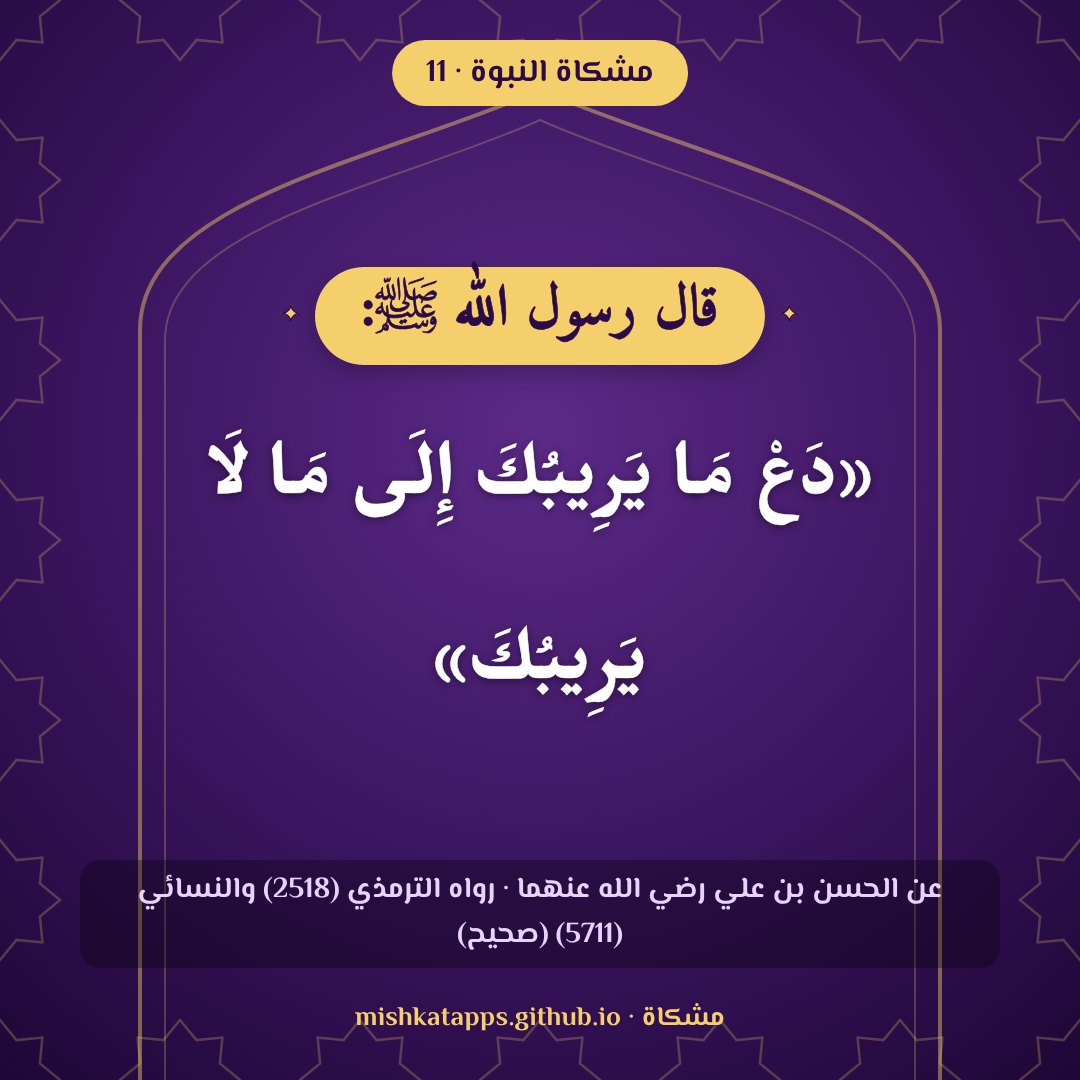 مشكاة النبوة · 11
قال رسول الله ﷺ:
«دَعْ مَا يَرِيبُكَ إِلَى مَا لَا
يَرِيبُكَ»
عن الحسن بن علي رضي الله عنهما · رواه الترمذي (2518) والنسائي
(5711) (صحيح)
مشكاة · mishkatapps.github.io